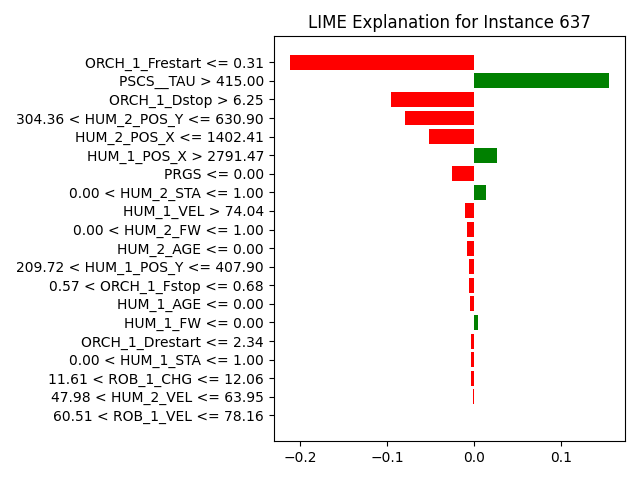 LIME Explanation for Instance 637
ORCH_1_Frestart <= 0.31
PSCS__TAU > 415.00
ORCH_1_Dstop > 6.25
304.36 < HUM_2_POS_Y <= 630.90
HUM_2_POS_X <= 1402.41
HUM_1_POS_X > 2791.47
PRGS <= 0.00
0.00 < HUM_2_STA <= 1.00
HUM_1_VEL > 74.04
0.00 < HUM_2_FW <= 1.00
HUM_2_AGE <= 0.00
209.72 < HUM_1_POS_Y <= 407.90
0.57 < ORCH_1_Fstop <= 0.68
HUM_1_AGE <= 0.00
HUM_1_FW <= 0.00
ORCH_1_Drestart <= 2.34
0.00 < HUM_1_STA <= 1.00
11.61 < ROB_1_CHG <= 12.06
47.98 < HUM_2_VEL <= 63.95
60.51 < ROB_1_VEL <= 78.16
−0.2 −0.1 0.0 0.1